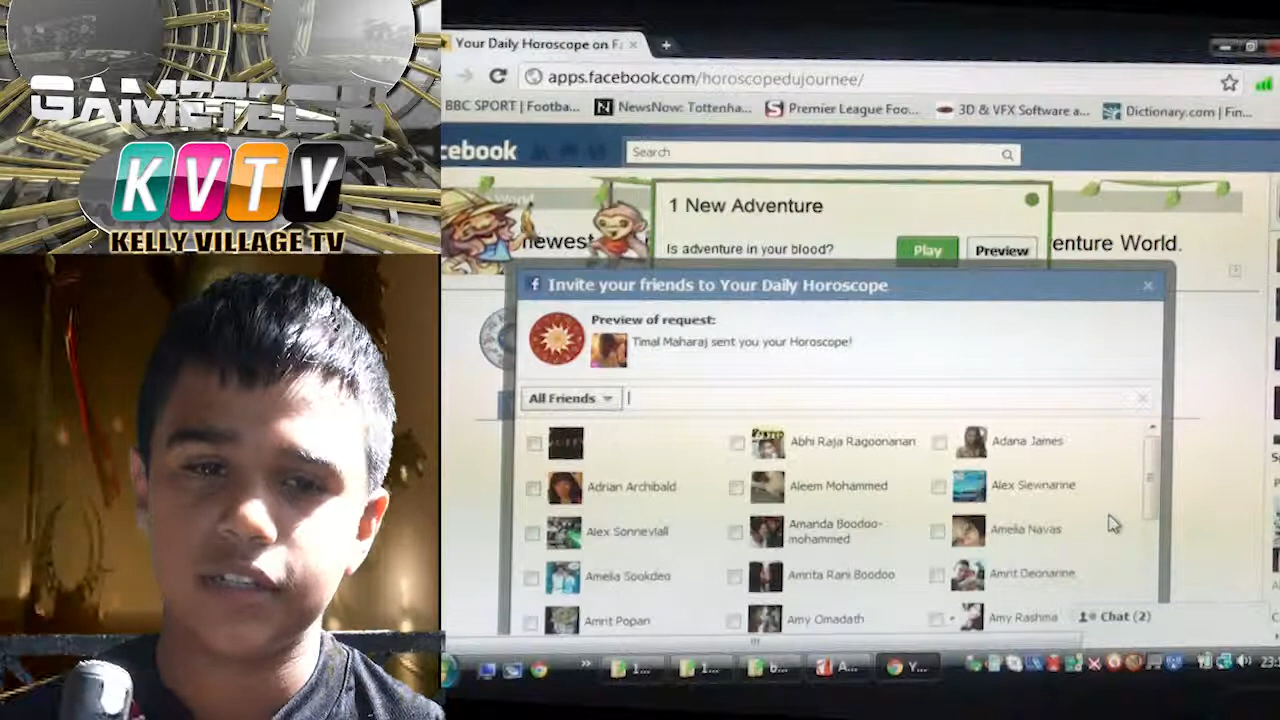 GAMETECH
KVTV
KELLY VILLAGE TV
Your Daily Horoscope on Fa
apps.facebook.com/horoscopedujournee/
BBC SPORT | Footba...
NewsNow: Tottenha...
Premier League Foo...
3D & VFX Software a...
Dictionary.com | Fin...
cebook
Search
1 New Adventure
Is adventure in your blood?
Play
Preview
newest
enture World.
Invite your friends to Your Daily Horoscope
Preview of request:
Timal Maharaj sent you your Horoscope!
All Friends
Abhi Raja Ragoonanan
Adana James
Adrian Archibald
Aleem Mohammed
Alex Siewnarine
Alex Sonneviall
Amanda Boodoo-
mohammed
Amelia Navas
Amelia Sookdeo
Amrita Rani Boodoo
Amrit Deonarine
Amrit Popan
Amy Omadath
Amy Rashma
Chat (2)
1...
1...
b...
A...
Y...